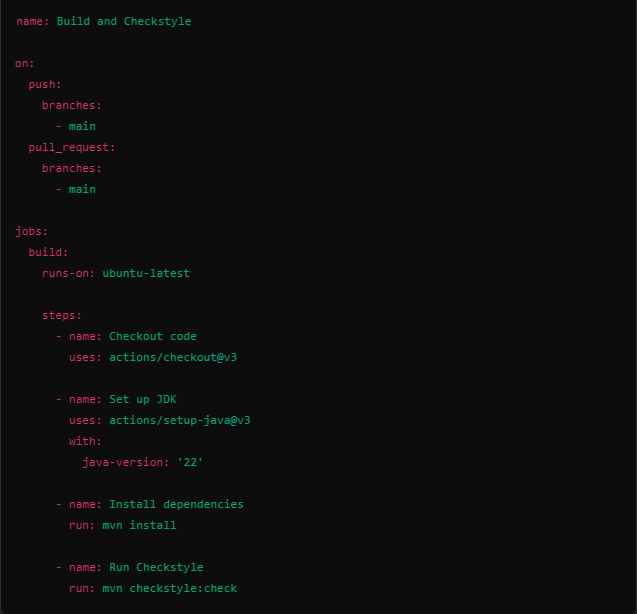 name: Build and Checkstyle
on:
  push:
    branches:
      - main
  pull_request:
    branches:
      - main
jobs:
  build:
    runs-on: ubuntu-latest
    steps:
      - name: Checkout code
        uses: actions/checkout@v3
      - name: Set up JDK
        uses: actions/setup-java@v3
        with:
          java-version: '22'
      - name: Install dependencies
        run: mvn install
      - name: Run Checkstyle
        run: mvn checkstyle:check